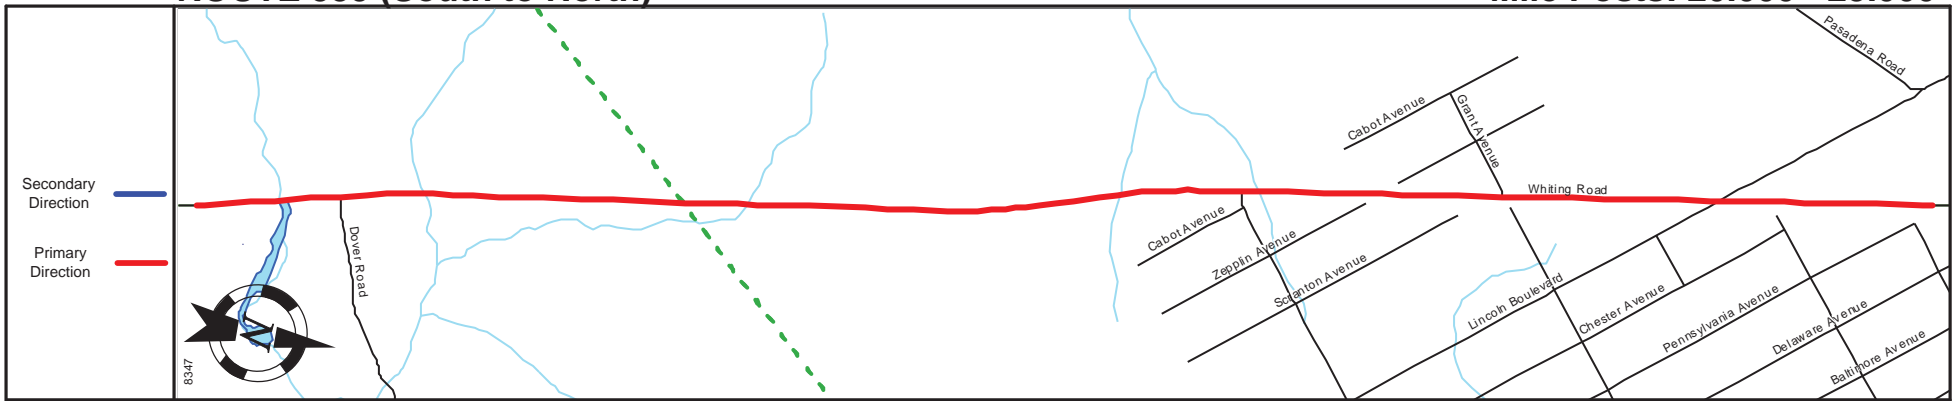 Pasadena Road
Cabot Avenue
Grant Avenue
Secondary
Direction
Whiting Road
Primary
Direction
Dover Road
Cabot Avenue
Zepplin Avenue
Scranton Avenue
Lincoln Boulevard
Chester Avenue
Pennsylvania Avenue
Delaware Avenue
Baltimore Avenue
N
8347